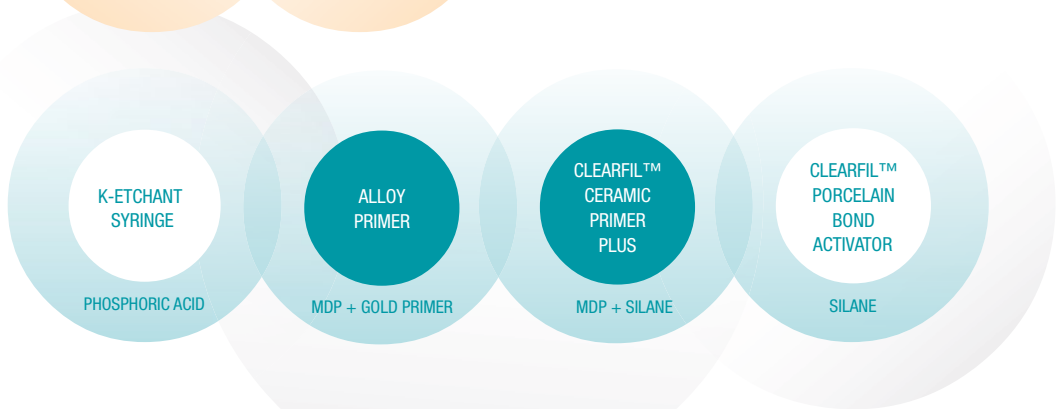 K-ETCHANT
SYRINGE
PHOSPHORIC ACID
ALLOY
PRIMER
MDP + GOLD PRIMER
CLEARFIL™
CERAMIC
PRIMER
PLUS
MDP + SILANE
CLEARFIL™
PORCELAIN
BOND
ACTIVATOR
SILANE